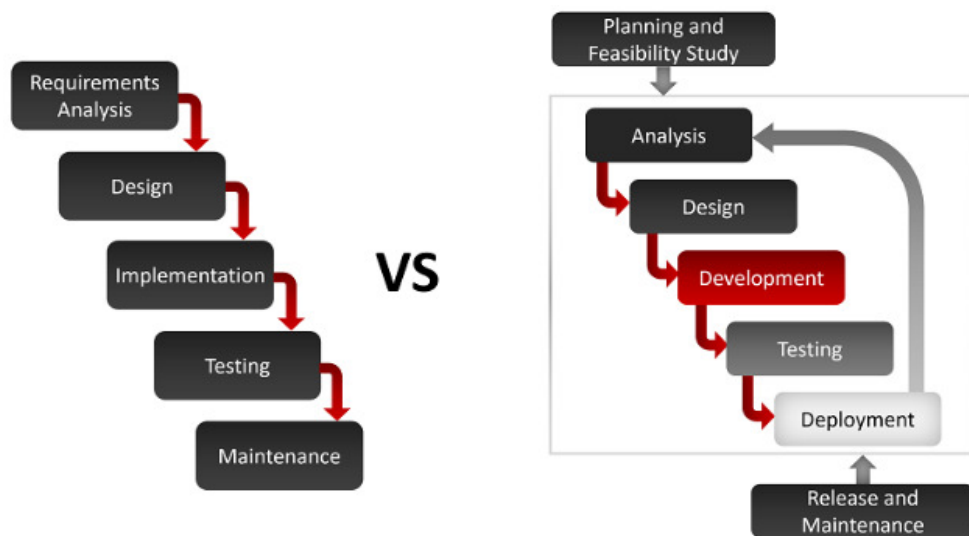 Requirements
Analysis
Design
Implementation
Testing
Maintenance
VS
Planning and
Feasibility Study
Analysis
Design
Development
Testing
Deployment
Release and
Maintenance